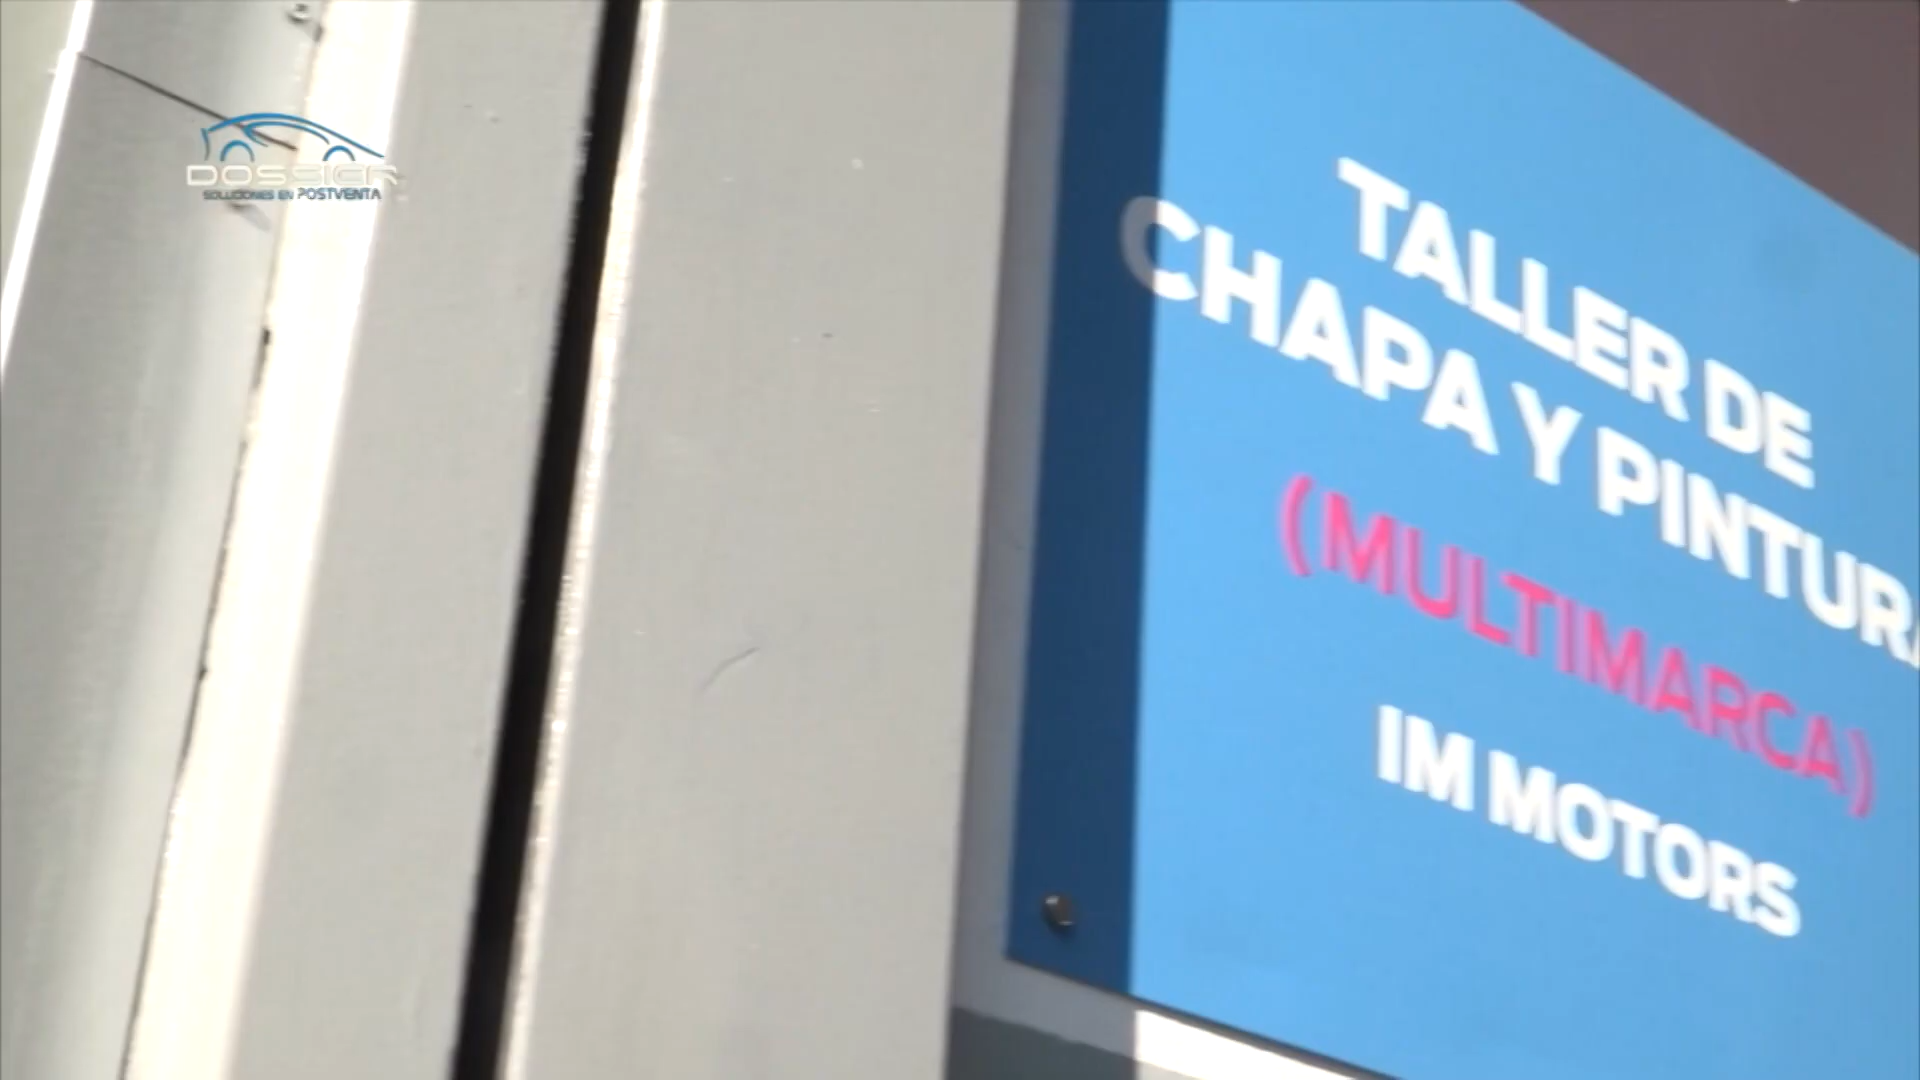 DOSSIER
SOLUCIONES EN POSTVENTA
TALLER DE
CHAPA Y PINTURA
(MULTIMARCA)
IM MOTORS